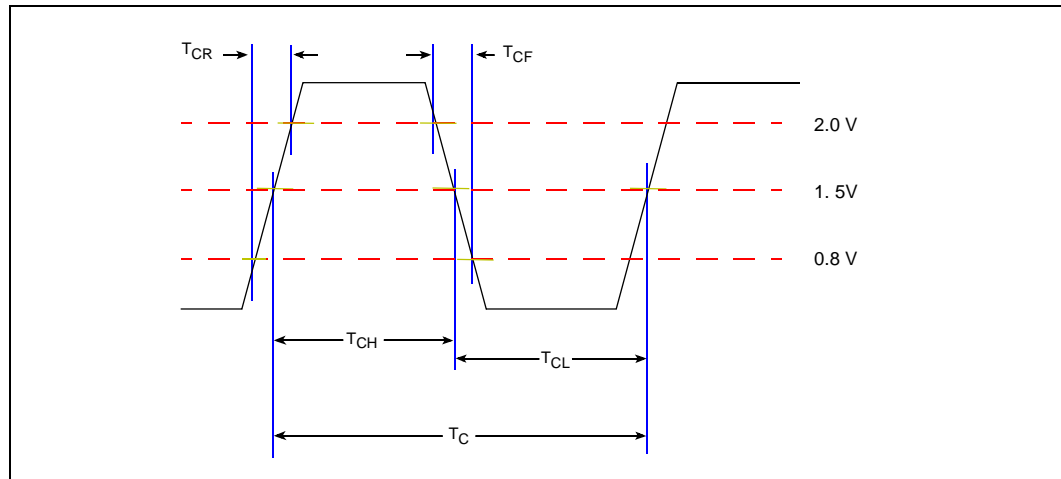 TCR
TCF
2.0 V
1. 5V
0.8 V
TCH
TCL
TC